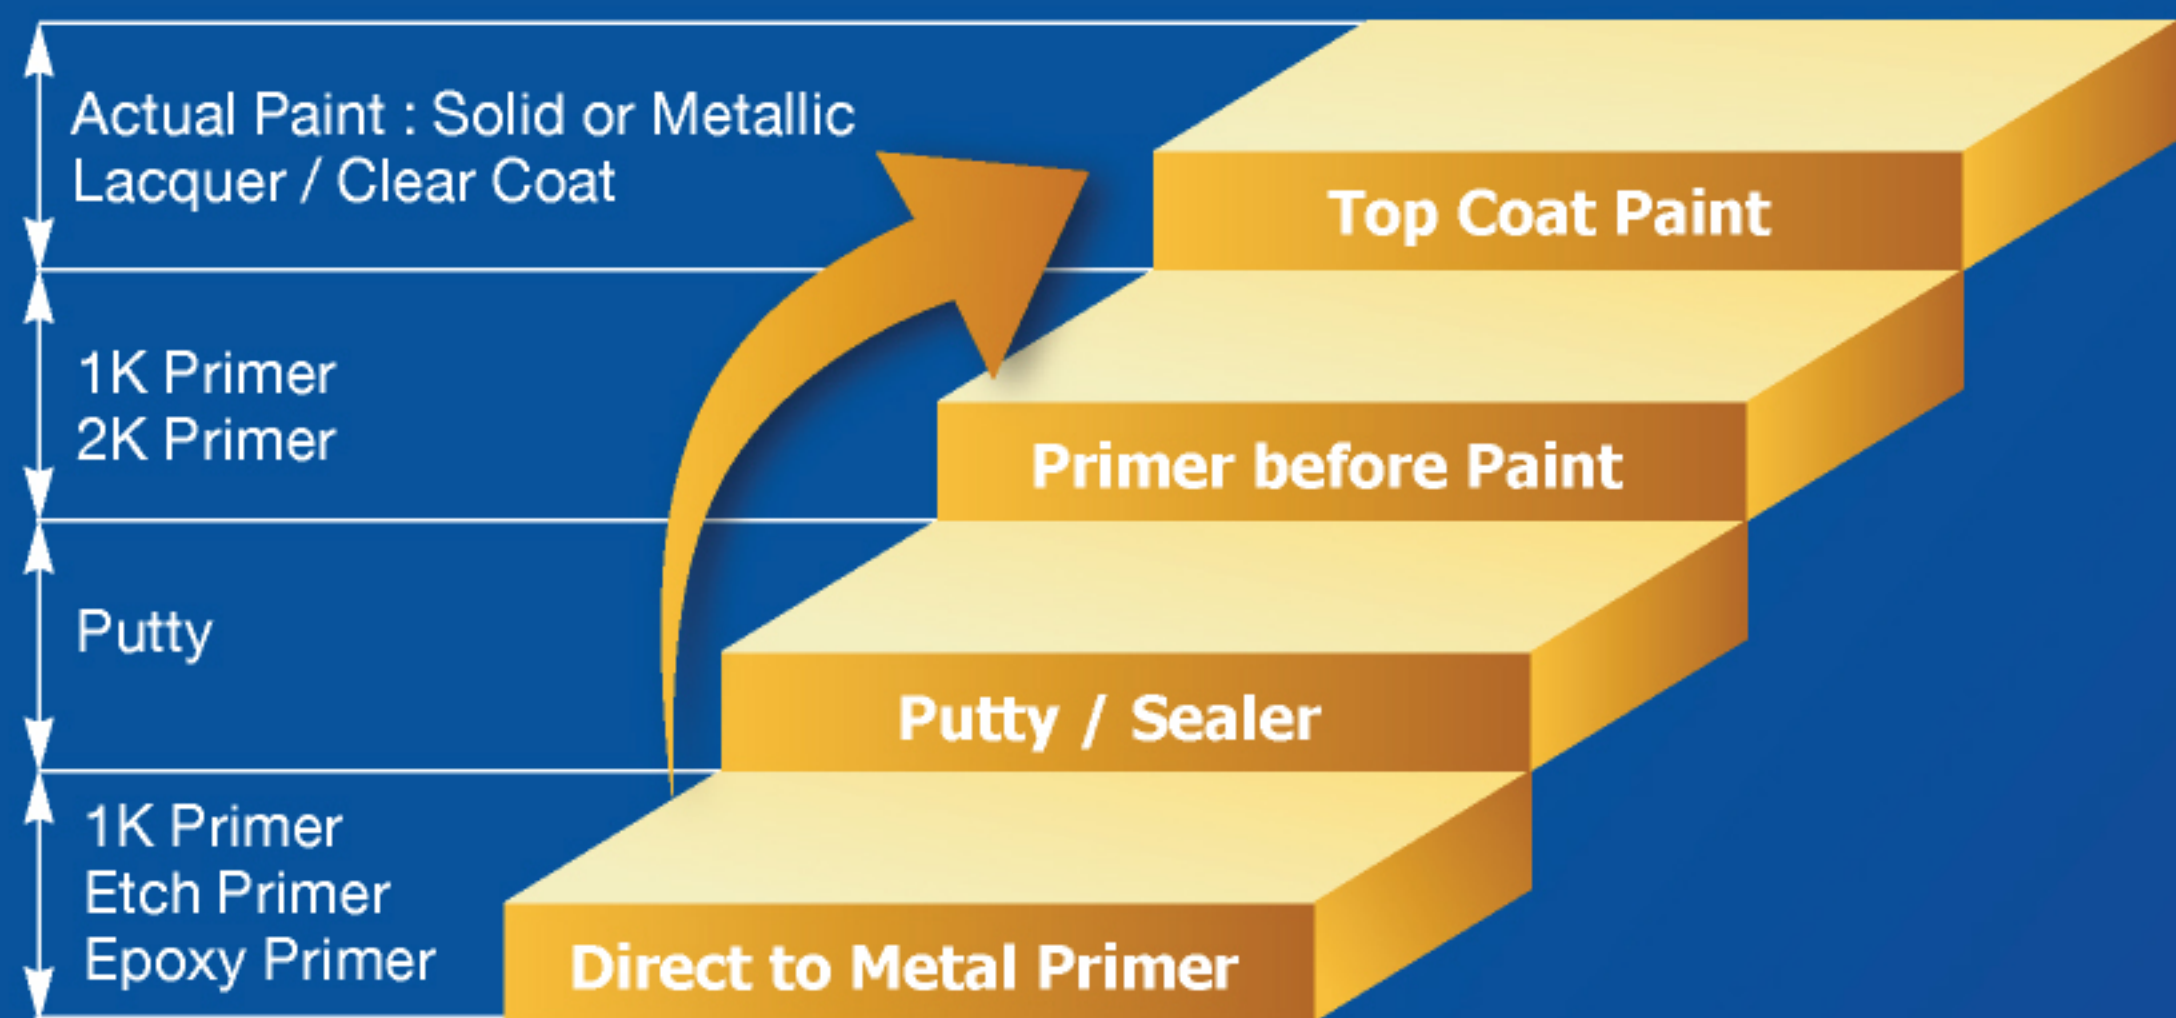 Actual Paint : Solid or Metallic
Lacquer / Clear Coat
Top Coat Paint
1K Primer
2K Primer
Primer before Paint
Putty
Putty / Sealer
1K Primer
Etch Primer
Epoxy Primer
Direct to Metal Primer